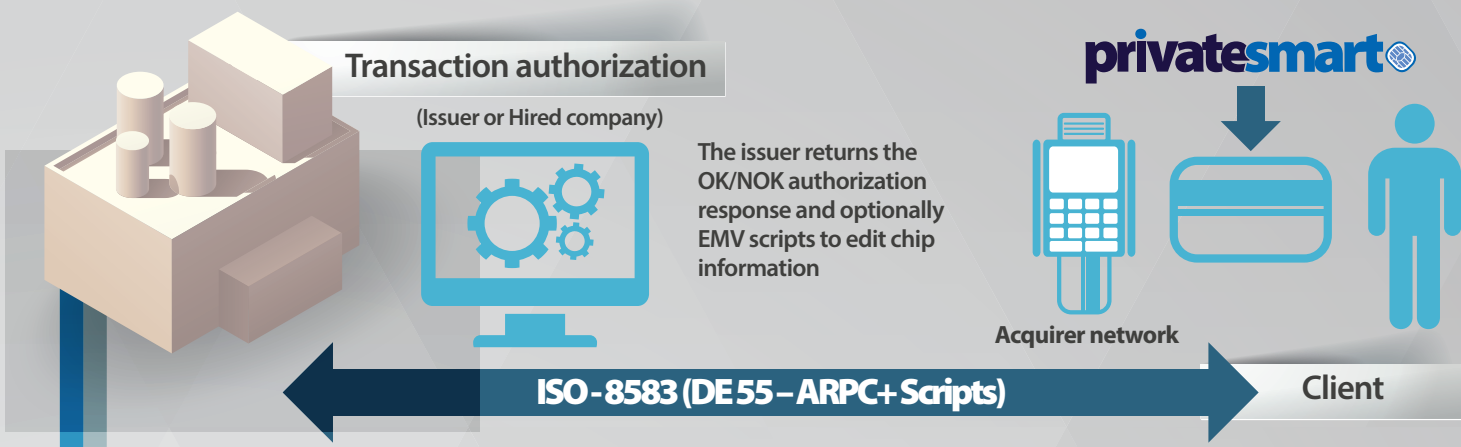 Transaction authorization
(Issuer or Hired company)
The issuer returns the
OK/NOK authorization
response and optionally
EMV scripts to edit chip
information
privatesmart
Acquirer network
Client
ISO-8583 (DE 55 – ARPC+ Scripts)